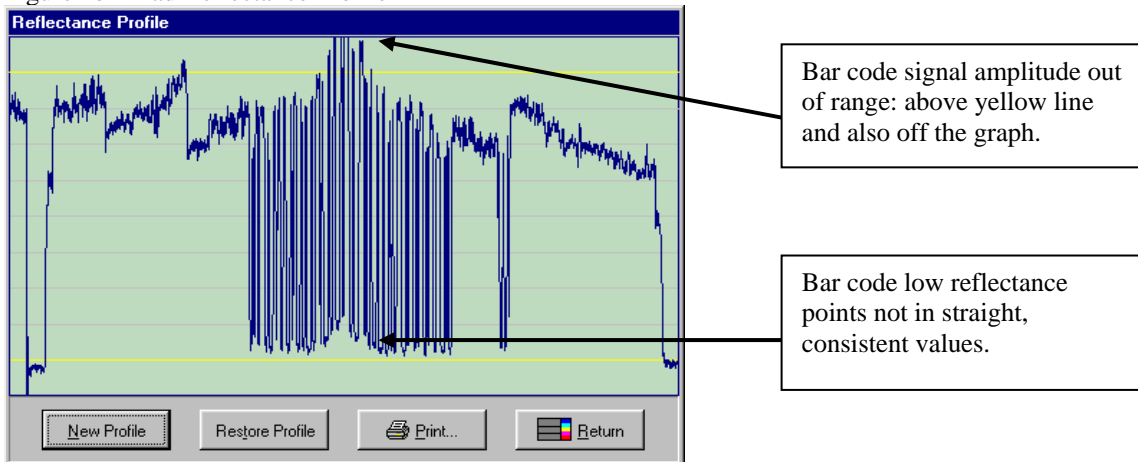 Reflectance Profile
Bar code signal amplitude out
of range: above yellow line
and also off the graph.
Bar code low reflectance
points not in straight,
consistent values.
New Profile
Restore Profile
Print...
Return